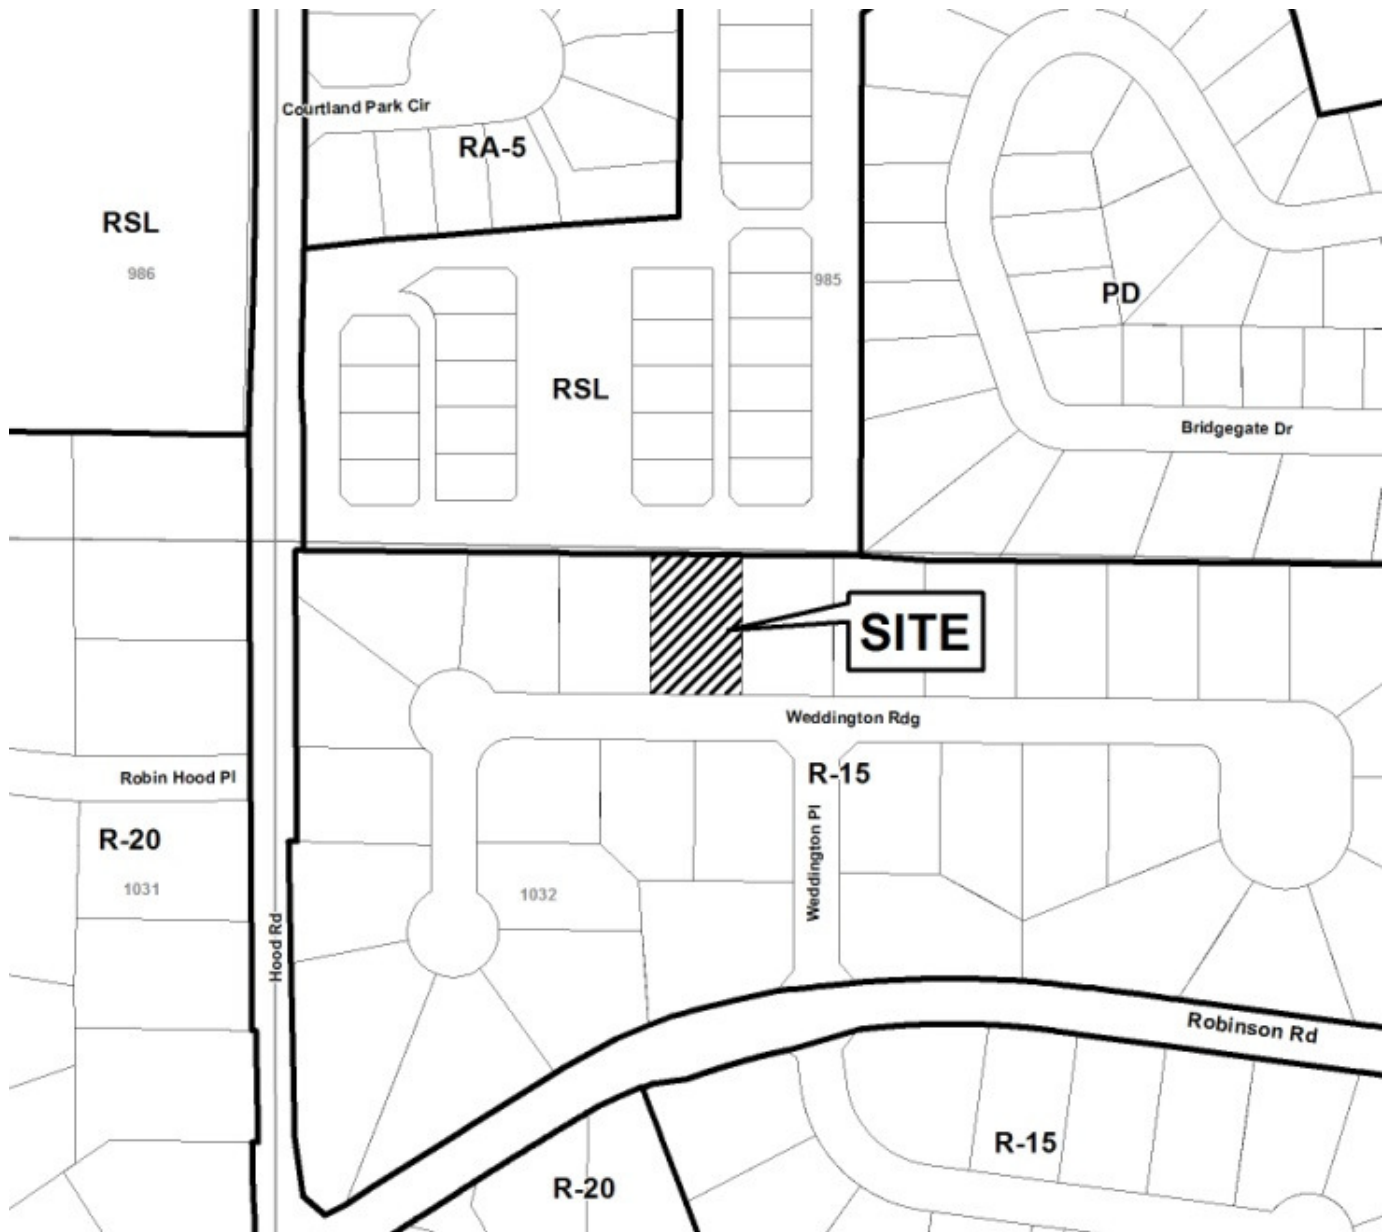 Courtland Park Cir
RA-5
RSL
986
985
PD
RSL
Bridgegate Dr
SITE
Weddington Rdg
R-15
Robin Hood Pl
R-20
Weddington Pl
1031
1032
Hood Rd
Robinson Rd
R-15
R-20